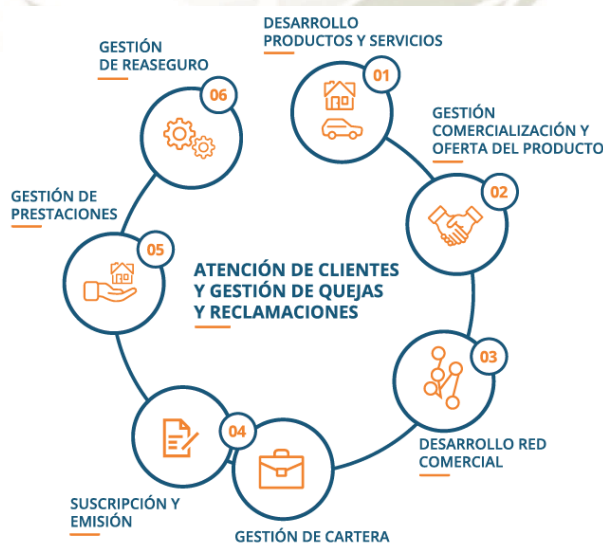 DESARROLLO
PRODUCTOS Y SERVICIOS
01
GESTIÓN
COMERCIALIZACIÓN Y
OFERTA DEL PRODUCTO
02
03
DESARROLLO RED
COMERCIAL
04
GESTIÓN DE CARTERA
SUSCRIPCIÓN Y
EMISIÓN
05
GESTIÓN DE
PRESTACIONES
06
GESTIÓN
DE REASEGURO
ATENCIÓN DE CLIENTES
Y GESTIÓN DE QUEJAS
Y RECLAMACIONES